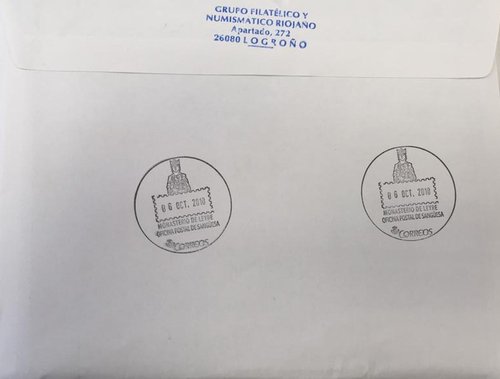 GRUPO FILATÉLICO Y
NUMISMATICO RIOJANO
Apartado, 272
26080 LOGROÑO
06 OCT. 2010
MONASTERIO DE LEYRE
OFICINA POSTAL DE SANGÜESA
CORREOS
06 OCT. 2010
MONASTERIO DE LEYRE
OFICINA POSTAL DE SANGÜESA
CORREOS